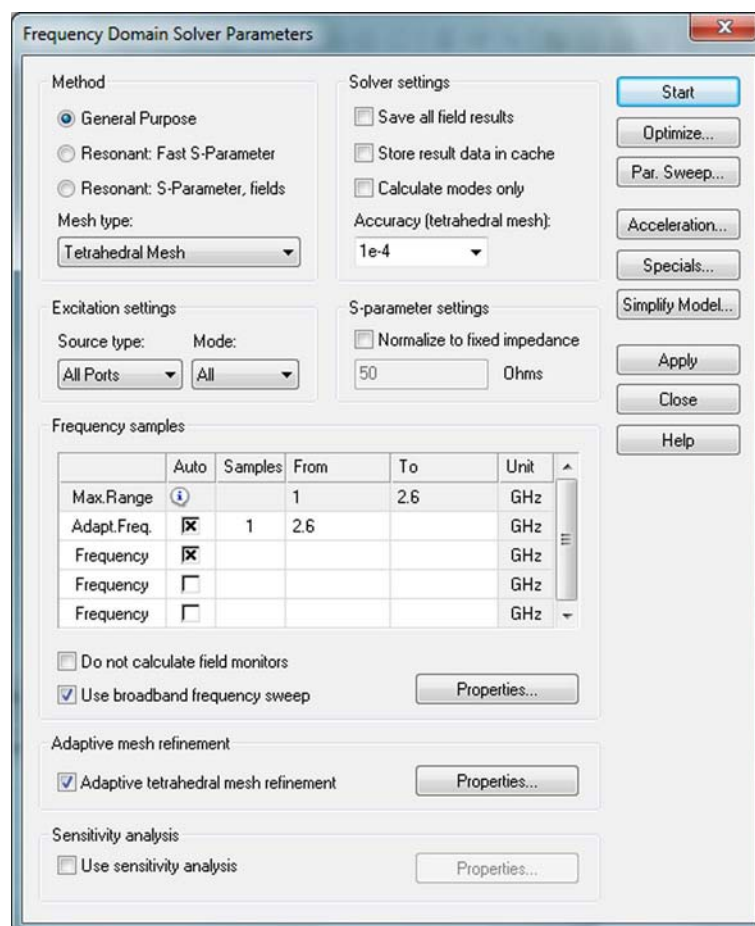 Frequency Domain Solver Parameters
Method
General Purpose
Resonant: Fast S-Parameter
Resonant: S-Parameter, fields
Mesh type:
Tetrahedral Mesh
Solver settings
Save all field results
Store result data in cache
Calculate modes only
Accuracy (tetrahedral mesh):
1e-4
Start
Optimize...
Par. Sweep...
Acceleration...
Specials...
Simplify Model...
Apply
Close
Help
Excitation settings
Source type: Mode:
All Ports All
S-parameter settings
Normalize to fixed impedance
50 Ohms
Frequency samples
Auto Samples From To Unit
Max.Range 1 2.6 GHz
Adapt.Freq. 1 2.6 GHz
Frequency GHz
Frequency GHz
Frequency GHz
Do not calculate field monitors
Use broadband frequency sweep Properties...
Adaptive mesh refinement
Adaptive tetrahedral mesh refinement Properties...
Sensitivity analysis
Use sensitivity analysis Properties...